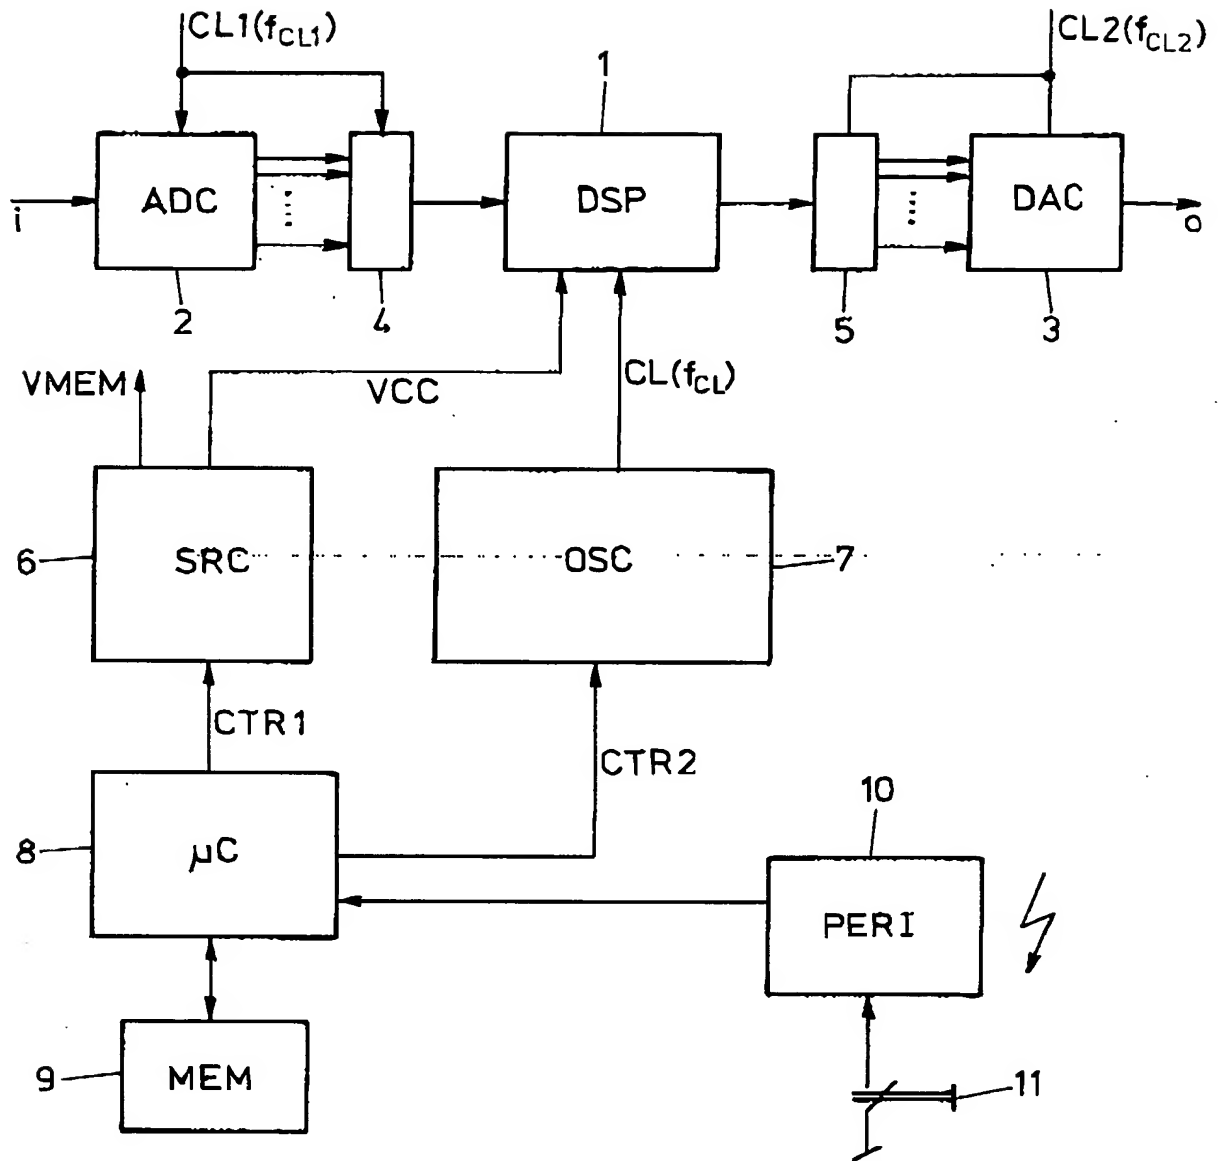 CL1(fCL1)
CL2(fCL2)
1
ADC
DSP
DAC
i
o
2
4
5
3
VMEM
VCC
CL(fCL)
6
SRC
OSC
7
CTR1
CTR2
10
8
μC
PERI
9
MEM
11